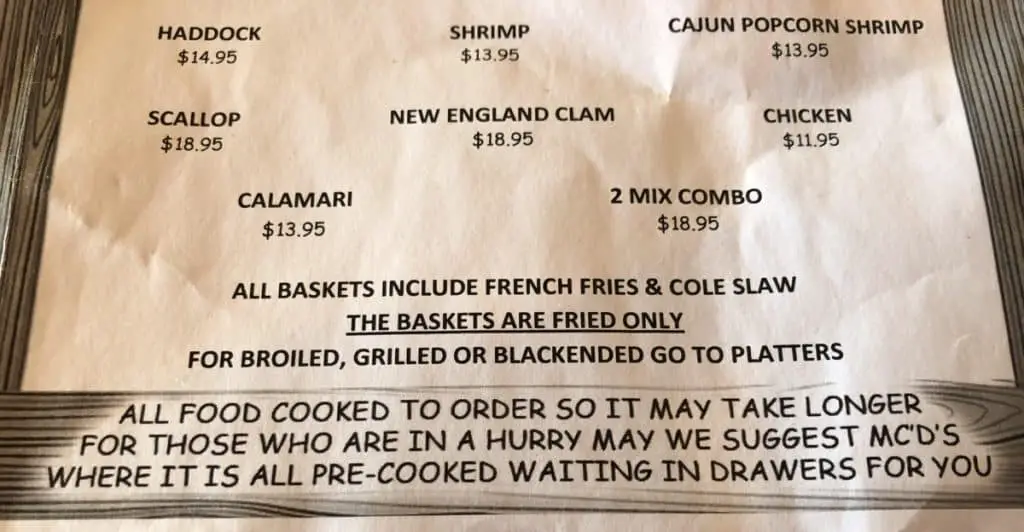 HADDOCK SHRIMP CAJUN POPCORN SHRIMP
$14.95 $13.95 $13.95
SCALLOP NEW ENGLAND CLAM CHICKEN
$18.95 $18.95 $11.95
CALAMARI 2 MIX COMBO
$13.95 $18.95
ALL BASKETS INCLUDE FRENCH FRIES & COLE SLAW
THE BASKETS ARE FRIED ONLY
FOR BROILED, GRILLED OR BLACKENDED GO TO PLATTERS
ALL FOOD COOKED TO ORDER SO IT MAY TAKE LONGER
FOR THOSE WHO ARE IN A HURRY MAY WE SUGGEST MC'D'S
WHERE IT IS ALL PRE-COOKED WAITING IN DRAWERS FOR YOU